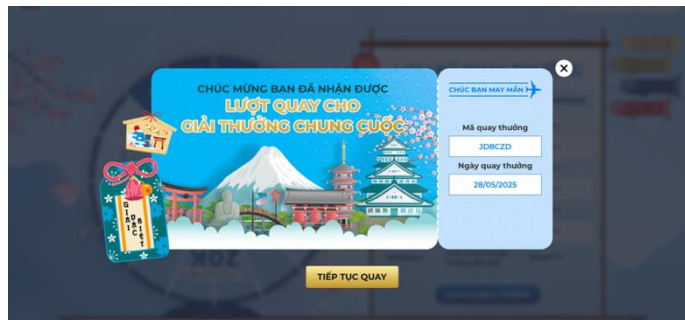 CHÚC MỪNG BẠN ĐÃ NHẬN ĐƯỢC
LƯỢT QUAY CHO
GIẢI THƯỞNG CHUNG CUỘC
CHÚC BẠN MAY MẮN
Mã quay thưởng
JDBCZD
Ngày quay thưởng
28/05/2025
GIẢI ĐẶC BIỆT
20K
TIẾP TỤC QUAY